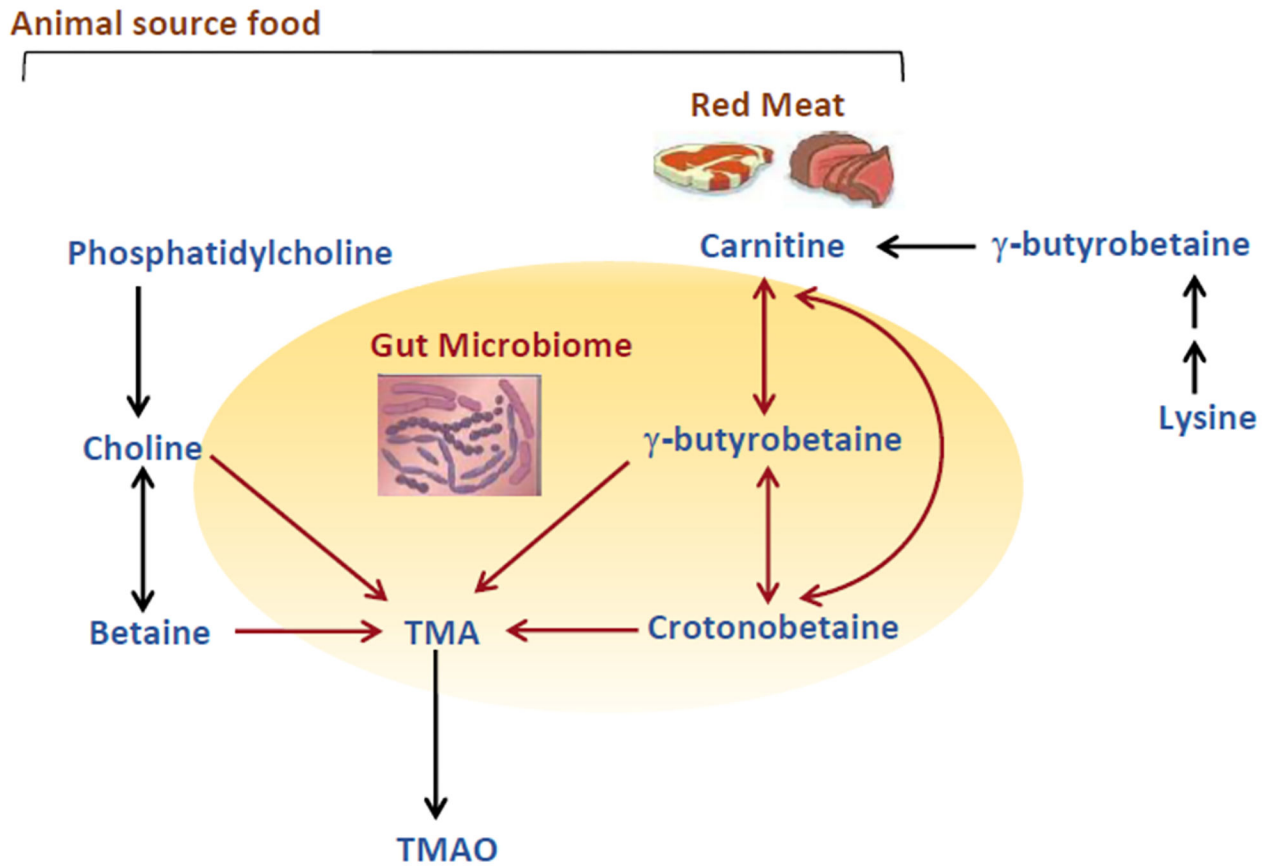 Animal source food
Red Meat
Phosphatidylcholine
Carnitine
γ-butyrobetaine
Gut Microbiome
Choline
γ-butyrobetaine
Lysine
Betaine
TMA
Crotonobetaine
TMAO